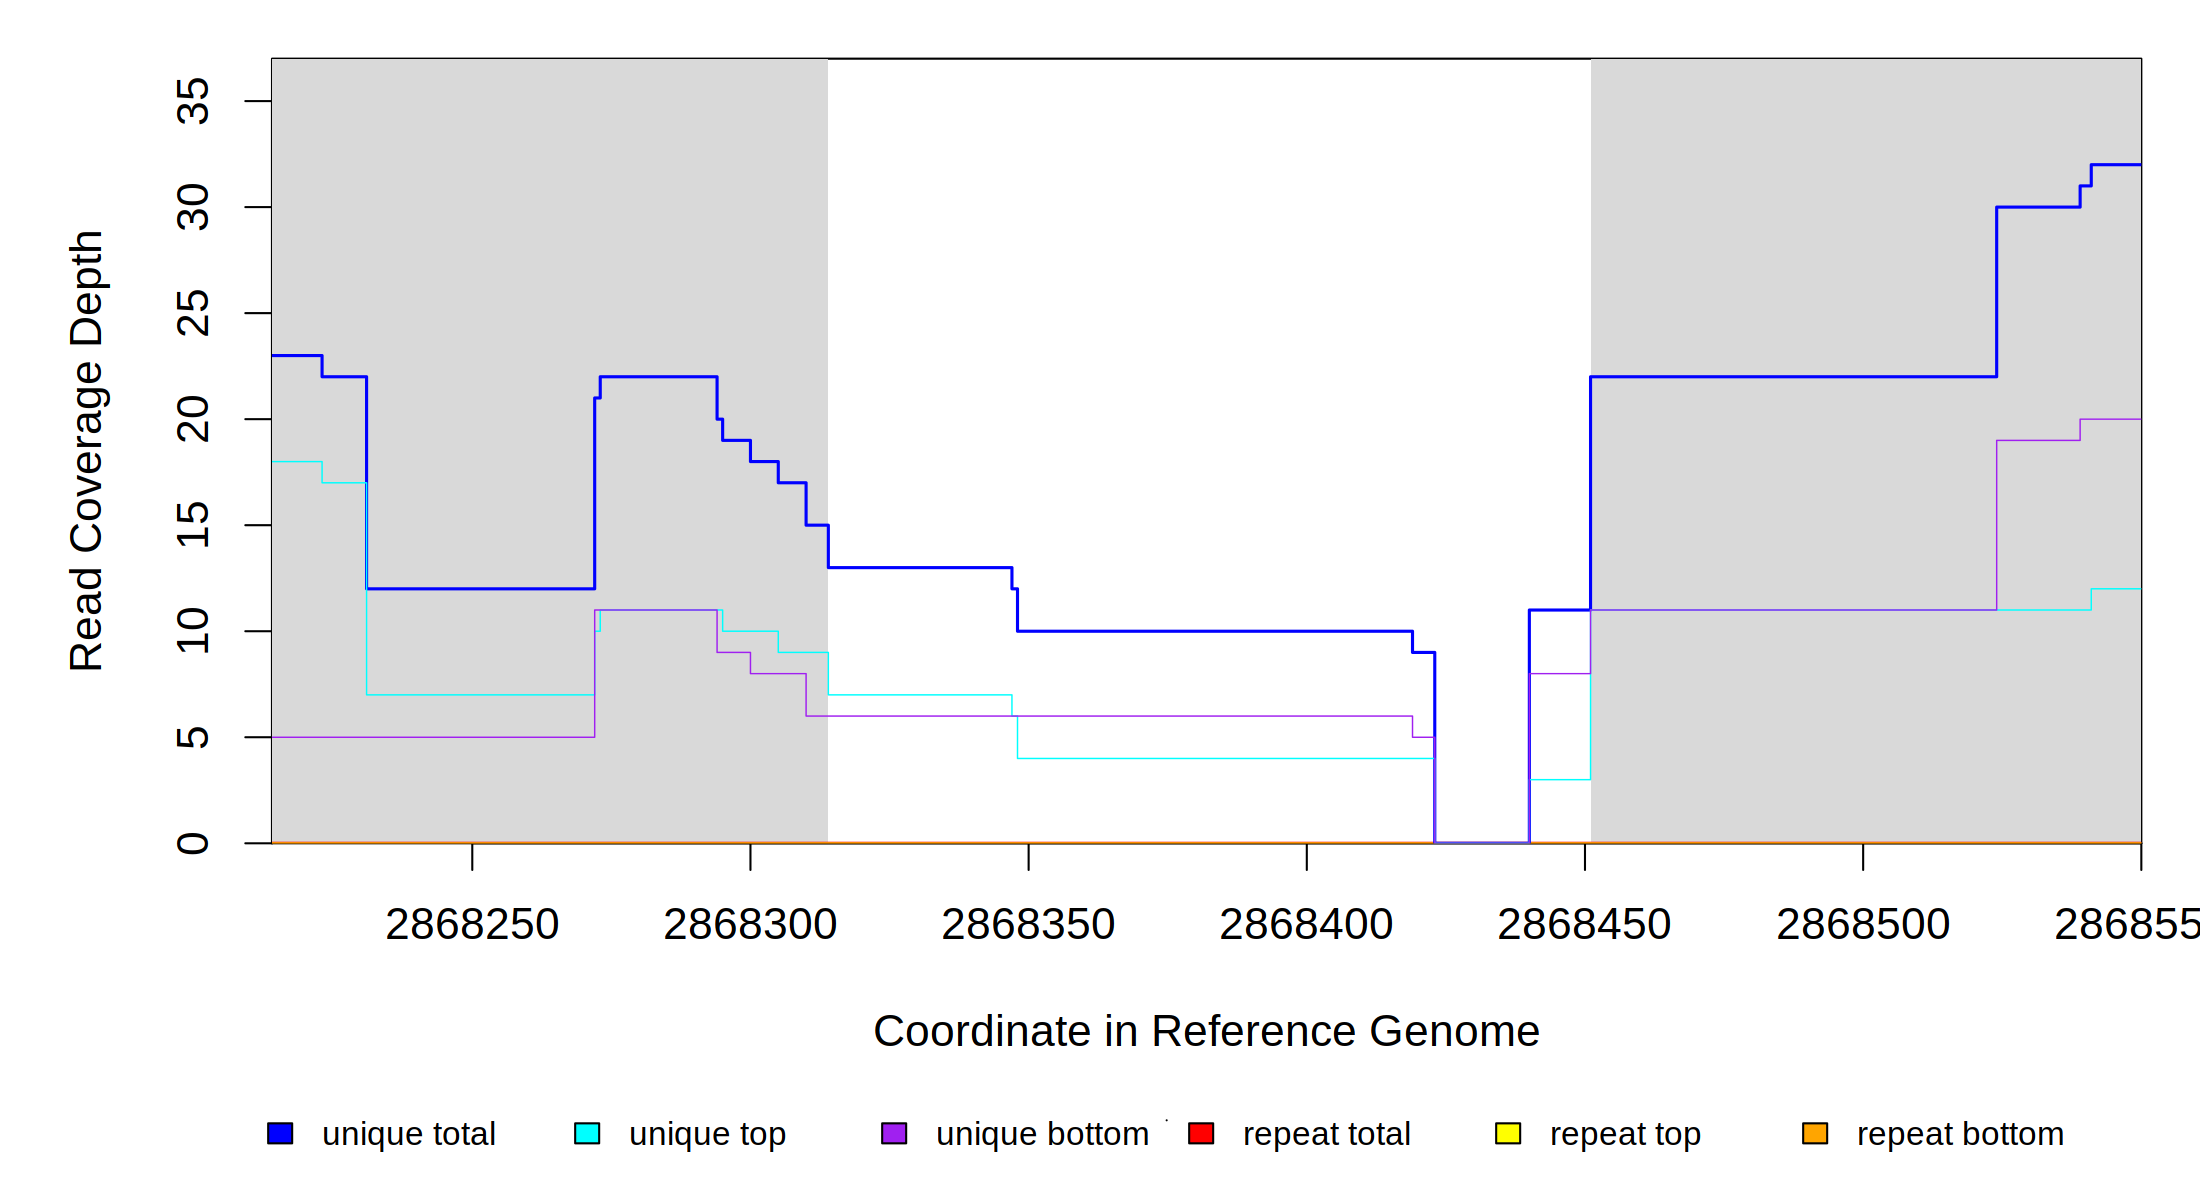 Read Coverage Depth
35
30
25
20
15
10
5
0
2868250 2868300 2868350 2868400 2868450 2868500 286855
Coordinate in Reference Genome
unique total unique top unique bottom repeat total repeat top repeat bottom